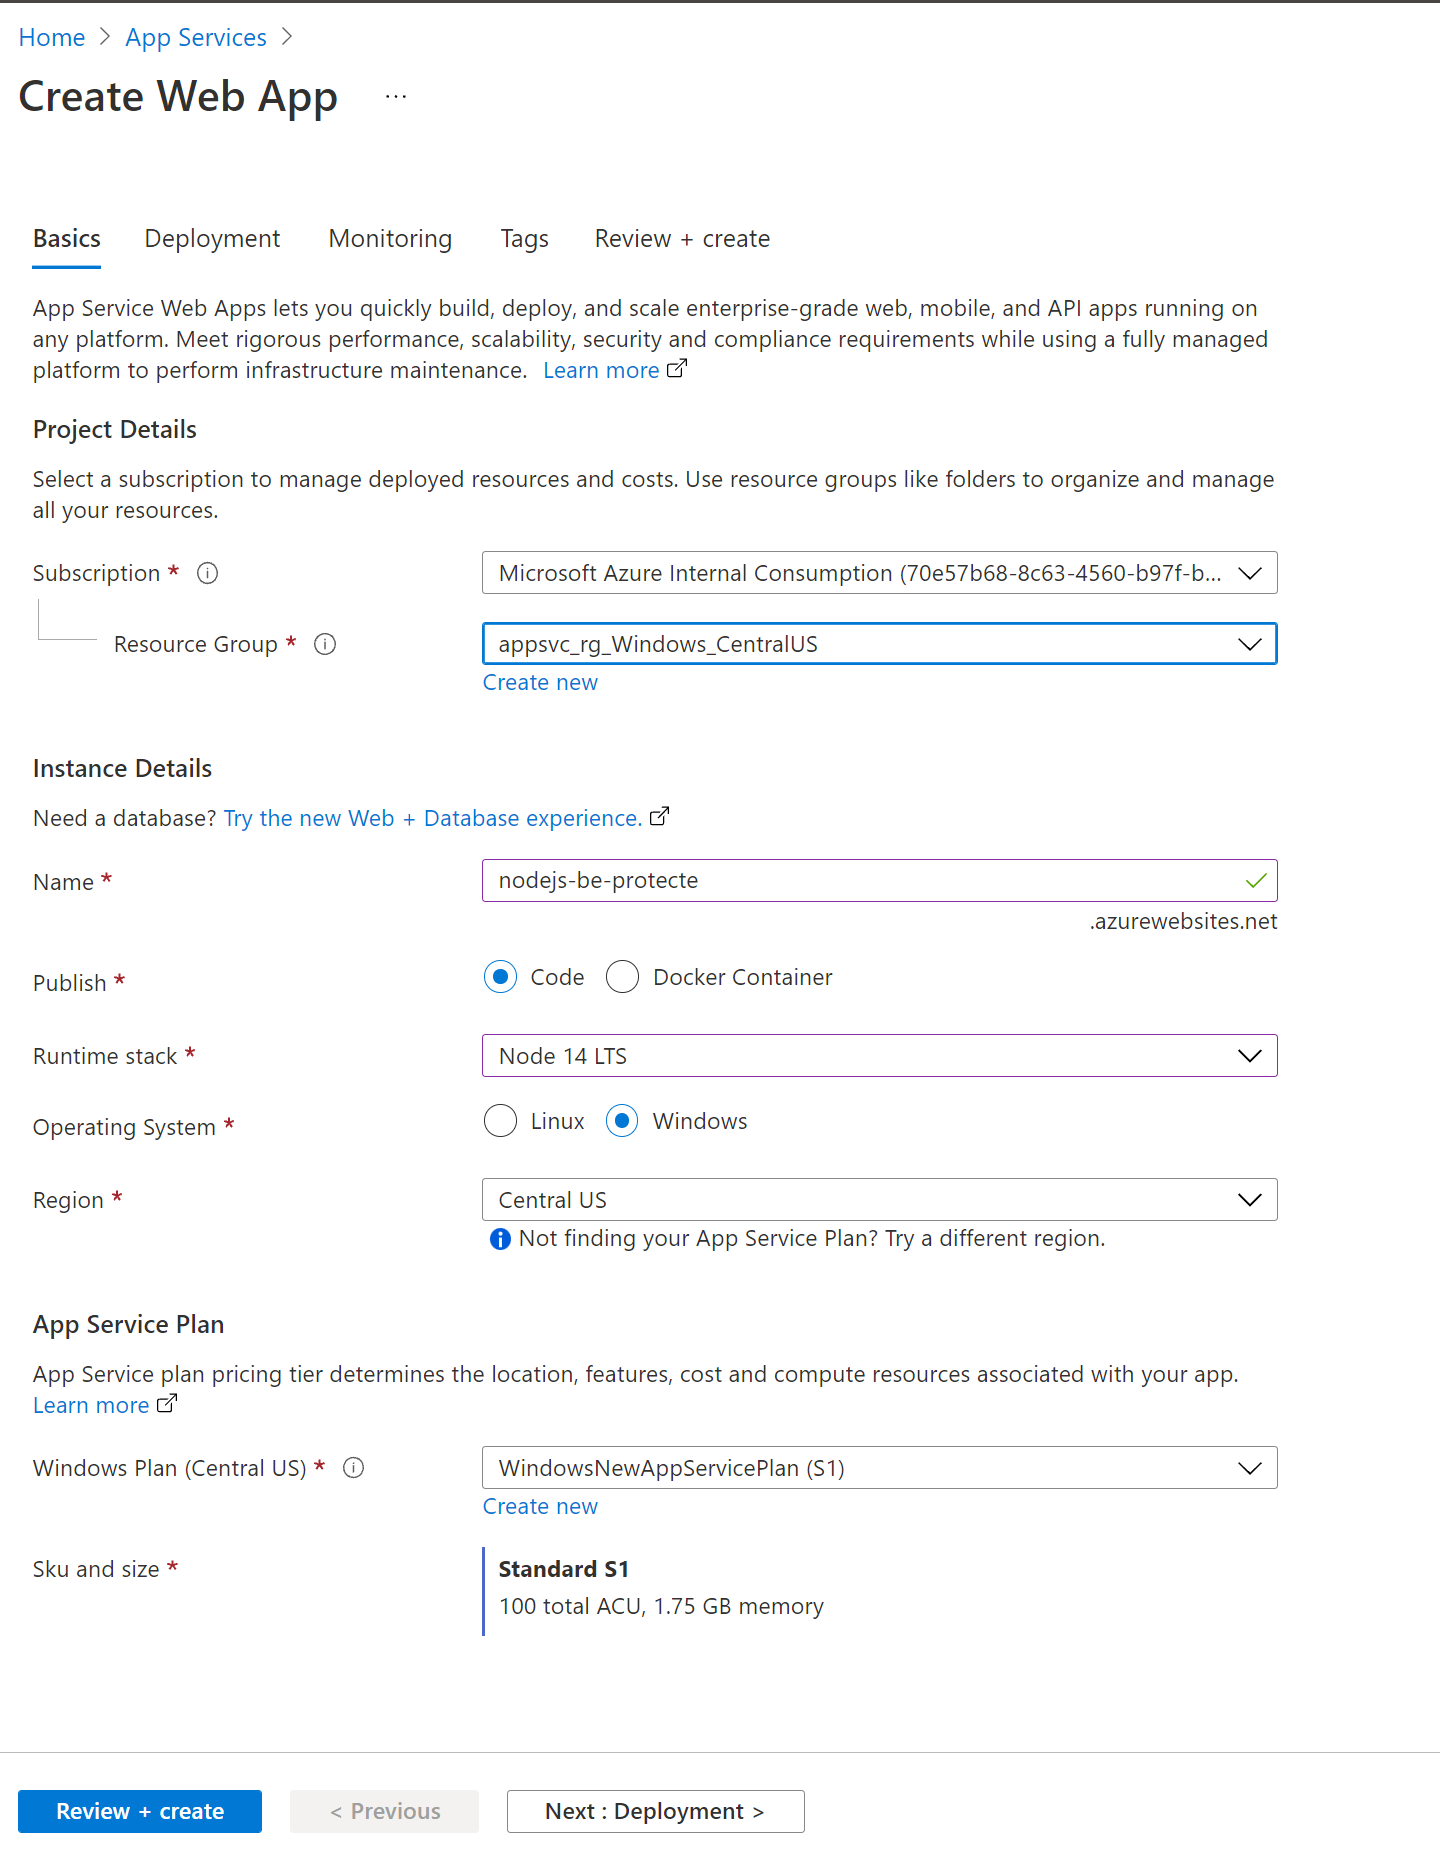 Home > App Services >
Create Web App ...
Basics Deployment Monitoring Tags Review + create
App Service Web Apps lets you quickly build, deploy, and scale enterprise-grade web, mobile, and API apps running on
any platform. Meet rigorous performance, scalability, security and compliance requirements while using a fully managed
platform to perform infrastructure maintenance. Learn more
Project Details
Select a subscription to manage deployed resources and costs. Use resource groups like folders to organize and manage
all your resources.
Subscription * Microsoft Azure Internal Consumption (70e57b68-8c63-4560-b97f-b...
Resource Group * appsvc_rg_Windows_CentralUS
Create new
Instance Details
Need a database? Try the new Web + Database experience.
Name * nodejs-be-protecte
.azurewebsites.net
Publish * Code Docker Container
Runtime stack * Node 14 LTS
Operating System * Linux Windows
Region * Central US
Not finding your App Service Plan? Try a different region.
App Service Plan
App Service plan pricing tier determines the location, features, cost and compute resources associated with your app.
Learn more
Windows Plan (Central US) * WindowsNewAppServicePlan (S1)
Create new
Sku and size * Standard S1
100 total ACU, 1.75 GB memory
Review + create < Previous Next : Deployment >